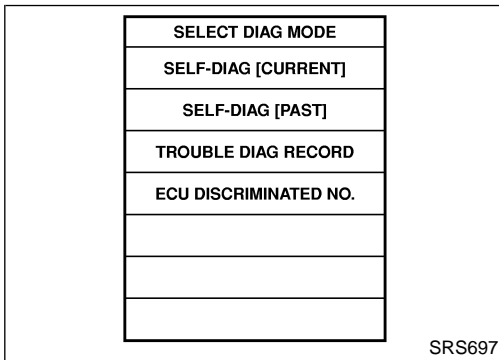 SELECT DIAG MODE
SELF-DIAG [CURRENT]
SELF-DIAG [PAST]
TROUBLE DIAG RECORD
ECU DISCRIMINATED NO.
SRS697